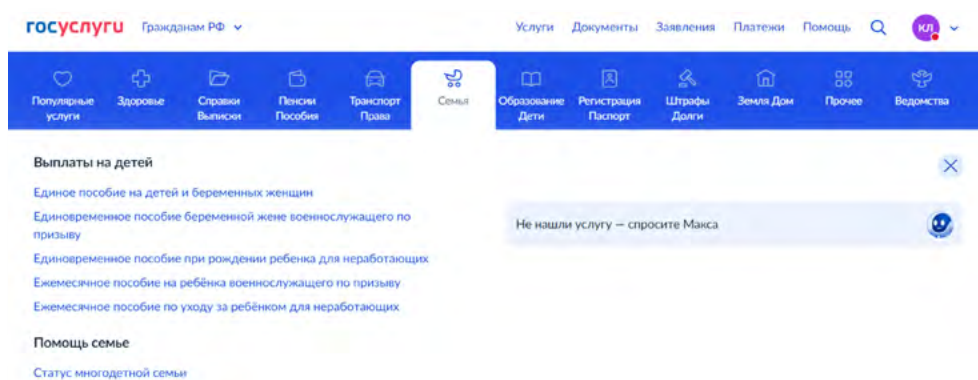 госуслуги Гражданам РФ Услуги Документы Заявления Платежи Помощь КЛ
Популярные услуги
Здоровье
Справки Выписки
Пенсии Пособия
Транспорт Права
Семья
Образование Дети
Регистрация Паспорт
Штрафы Долги
Земля Дом
Прочее
Ведомства
Выплаты на детей
Единое пособие на детей и беременных женщин
Единовременное пособие беременной жене военнослужащего по
призыву
Единовременное пособие при рождении ребенка для неработающих
Ежемесячное пособие на ребёнка военнослужащего по призыву
Ежемесячное пособие по уходу за ребёнком для неработающих
Помощь семье
Статус многодетной семьи
Не нашли услугу — спросите Макса